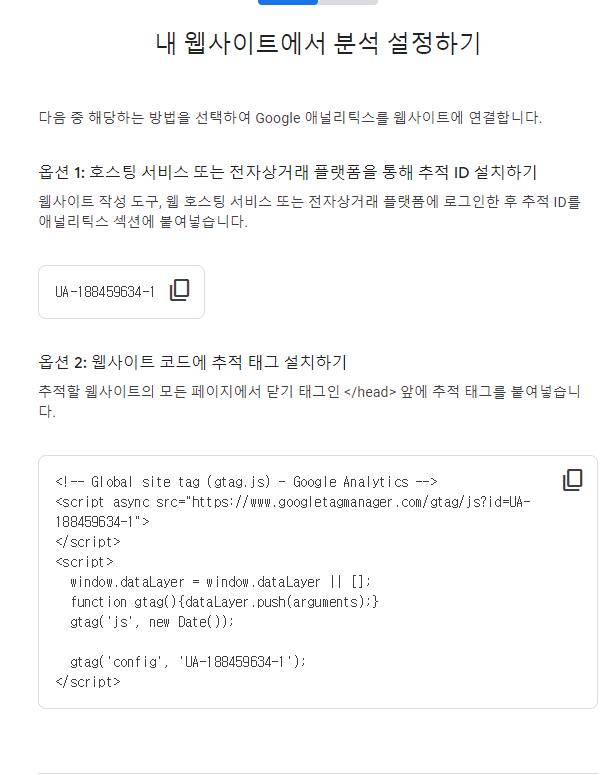 내 웹사이트에서 분석 설정하기
다음 중 해당하는 방법을 선택하여 Google 애널리틱스를 웹사이트에 연결합니다.
옵션 1: 호스팅 서비스 또는 전자상거래 플랫폼을 통해 추적 ID 설치하기
웹사이트 작성 도구, 웹 호스팅 서비스 또는 전자상거래 플랫폼에 로그인한 후 추적 ID를
애널리틱스 섹션에 붙여넣습니다.
UA-188459634-1
옵션 2: 웹사이트 코드에 추적 태그 설치하기
추적할 웹사이트의 모든 페이지에서 닫기 태그인 </head> 앞에 추적 태그를 붙여넣습니
다.
<!-- Global site tag (gtag.js) - Google Analytics -->
<script async src="https://www.googletagmanager.com/gtag/js?id=UA-
188459634-1">
</script>
<script>
  window.dataLayer = window.dataLayer || [];
  function gtag(){dataLayer.push(arguments);}
  gtag('js', new Date());
  gtag('config', 'UA-188459634-1');
</script>